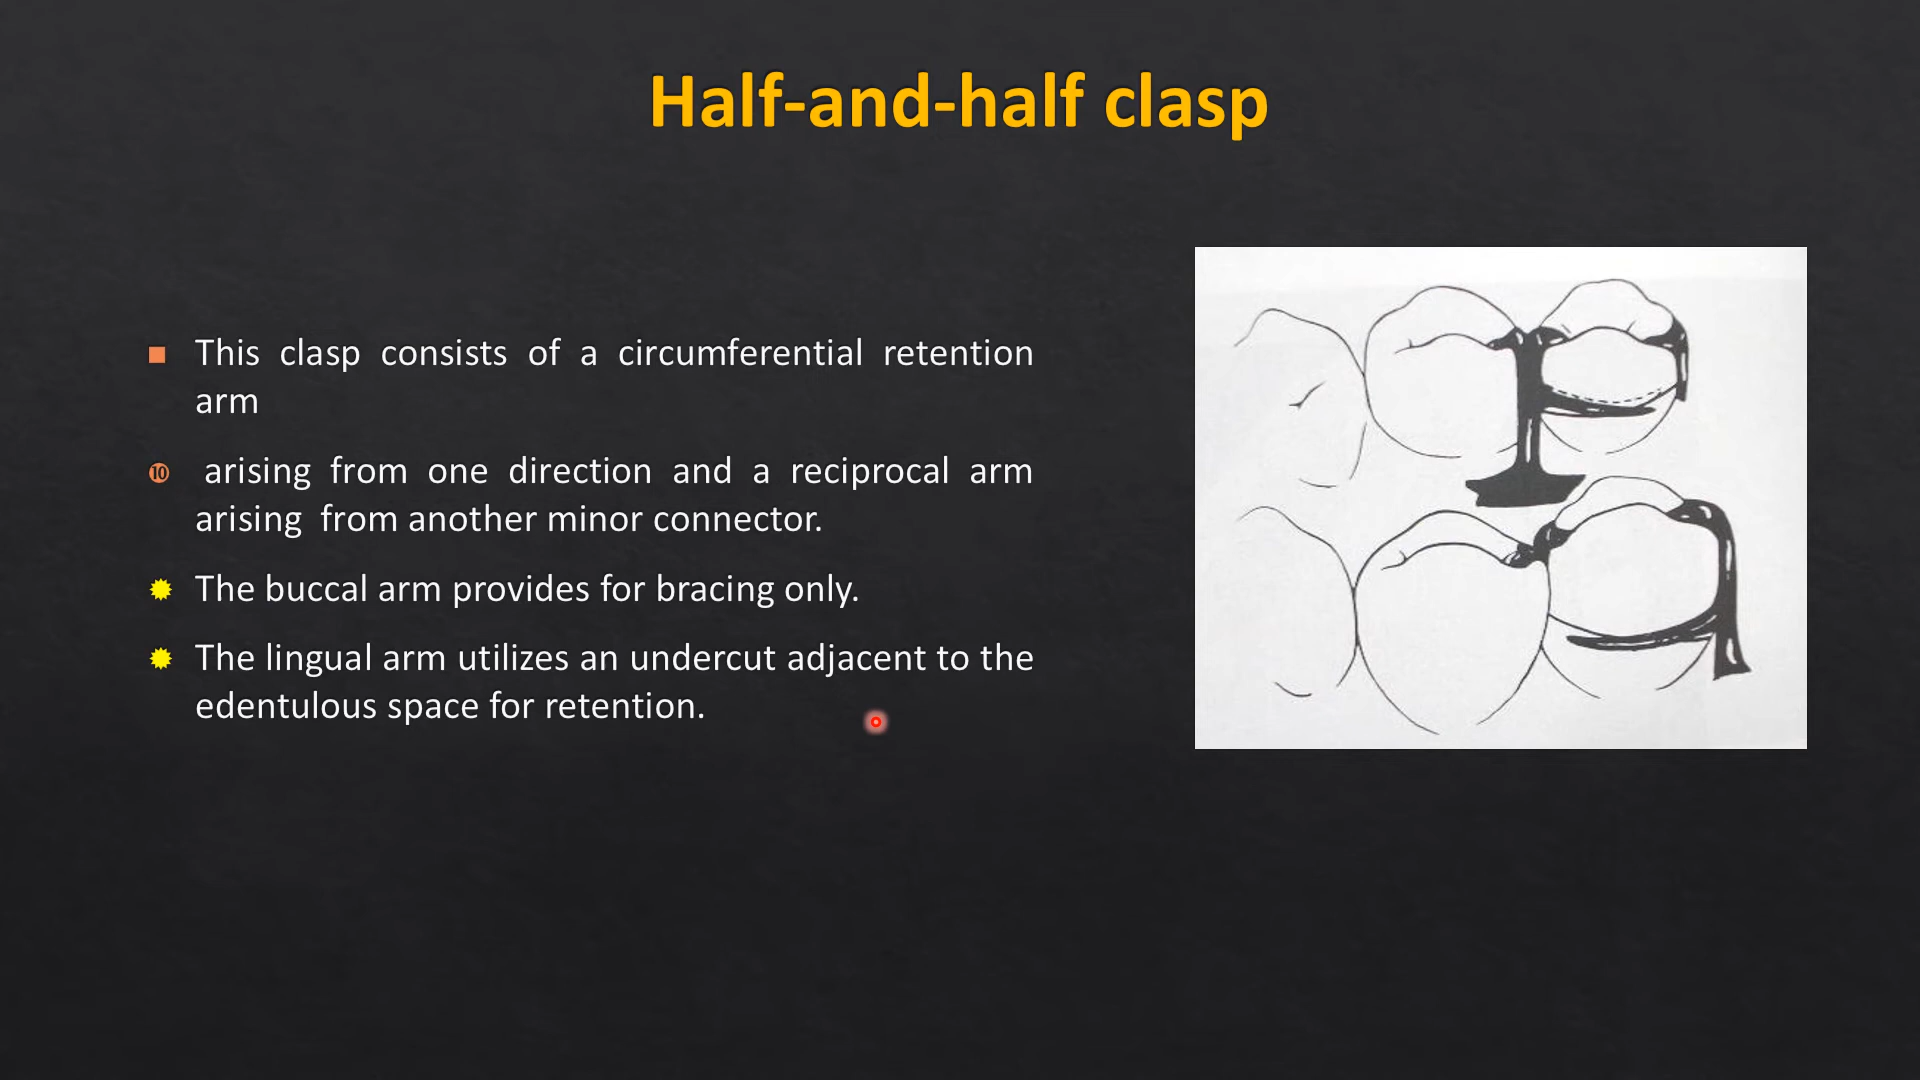 Half-and-half clasp
This clasp consists of a circumferential retention
arm
❿ arising from one direction and a reciprocal arm
arising from another minor connector.
The buccal arm provides for bracing only.
The lingual arm utilizes an undercut adjacent to the
edentulous space for retention.